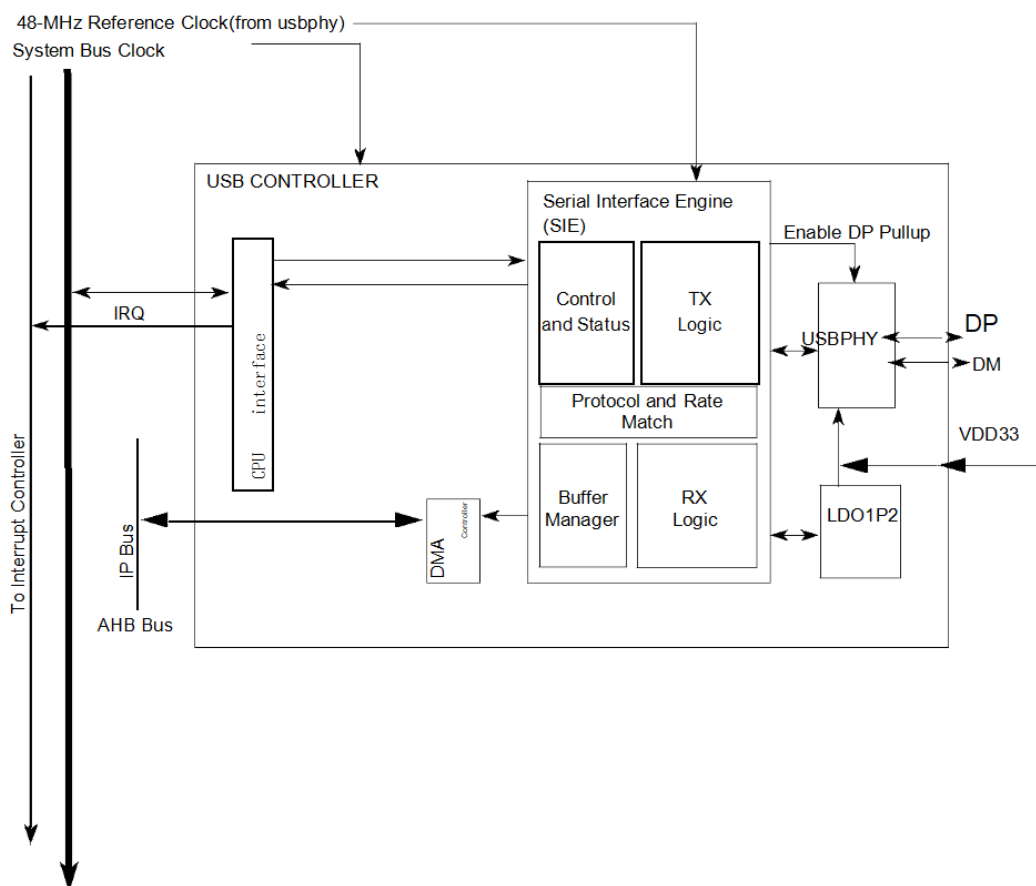 48-MHz Reference Clock(from usbphy)
System Bus Clock
USB CONTROLLER
Serial Interface Engine
(SIE)
Enable DP Pullup
Control
and Status
TX
Logic
USBPHY
DP
DM
IRQ
CPU interface
Protocol and Rate
Match
VDD33
Buffer
Manager
RX
Logic
LDO1P2
DMA
Controller
IP Bus
AHB Bus
To Interrupt Controller